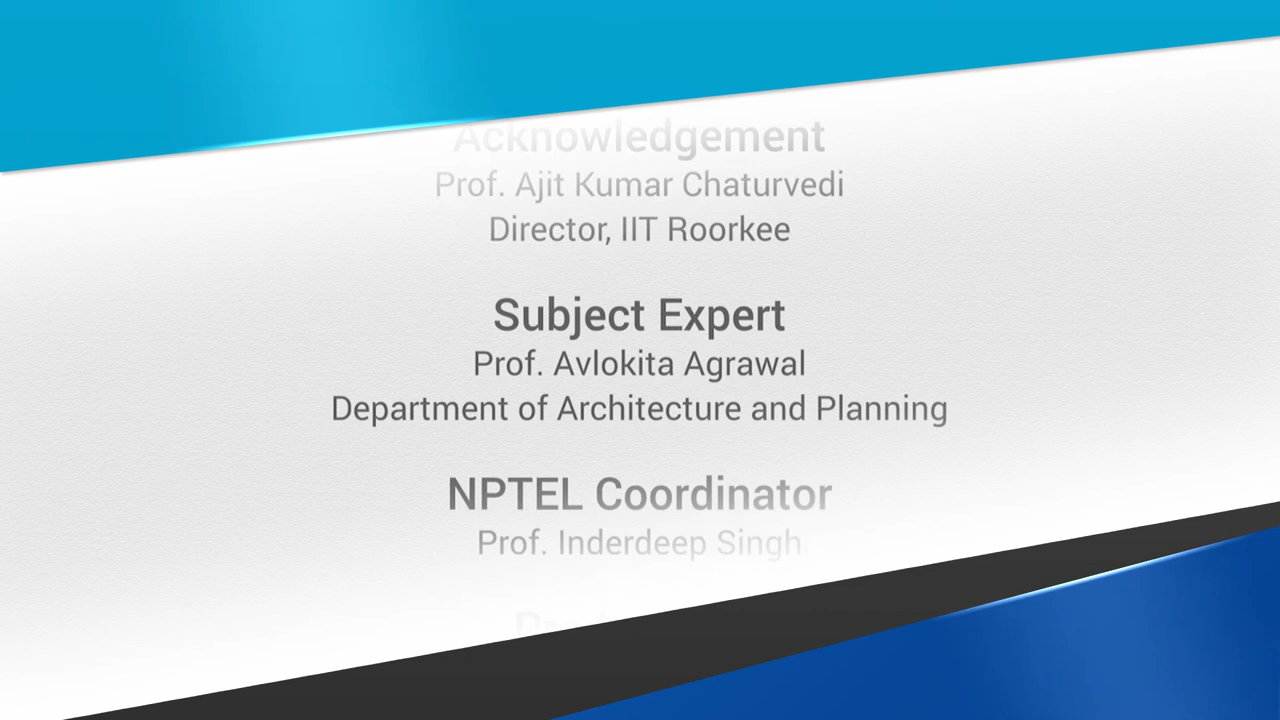 Acknowledgement
Prof. Ajit Kumar Chaturvedi
Director, IIT Roorkee
Subject Expert
Prof. Avlokita Agrawal
Department of Architecture and Planning
NPTEL Coordinator
Prof. Inderdeep Singh